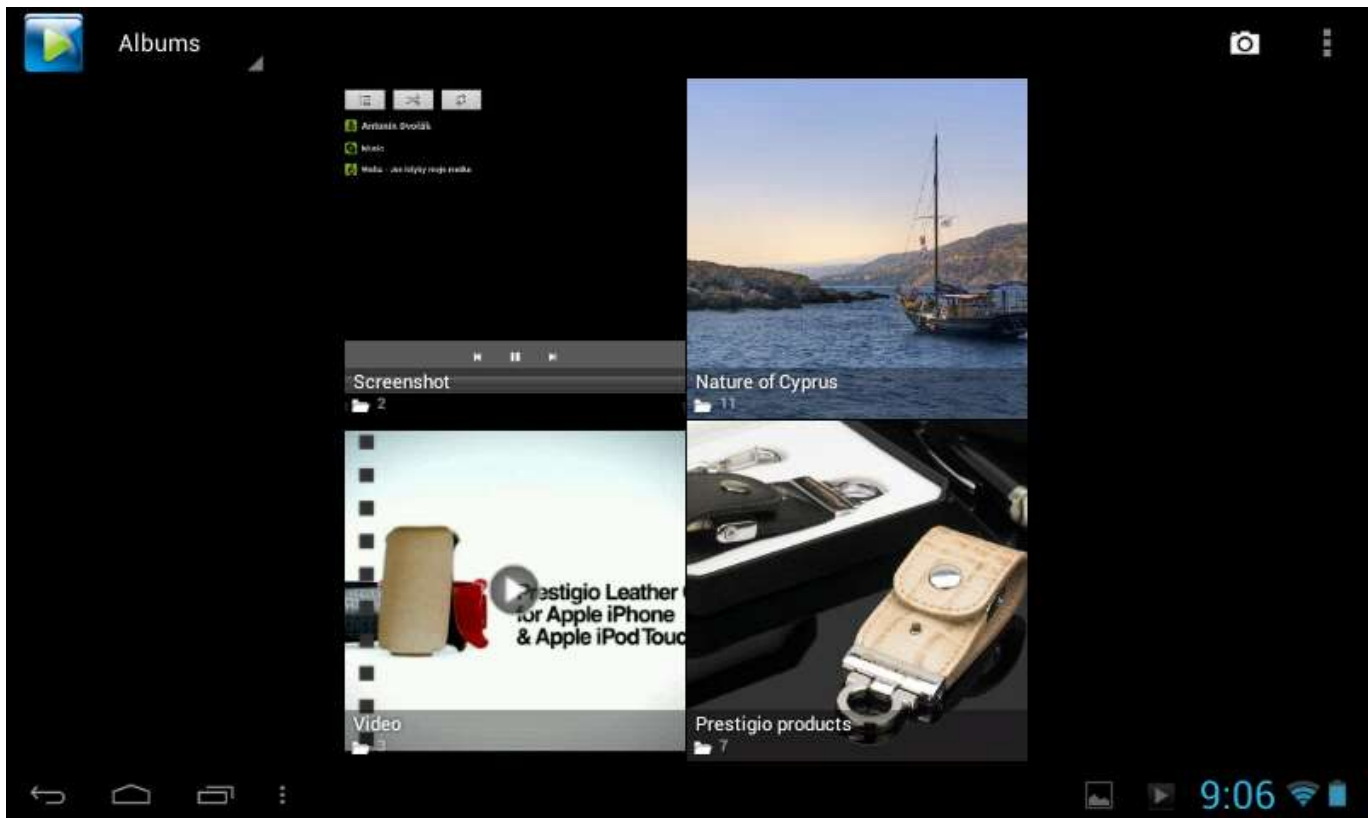 Albums
Antonín Dvořák
Music
Screenshot
2
Nature of Cyprus
11
Prestigio Leather
for Apple iPhone
& Apple iPod Touc
Video
3
Prestigio products
7
9:06